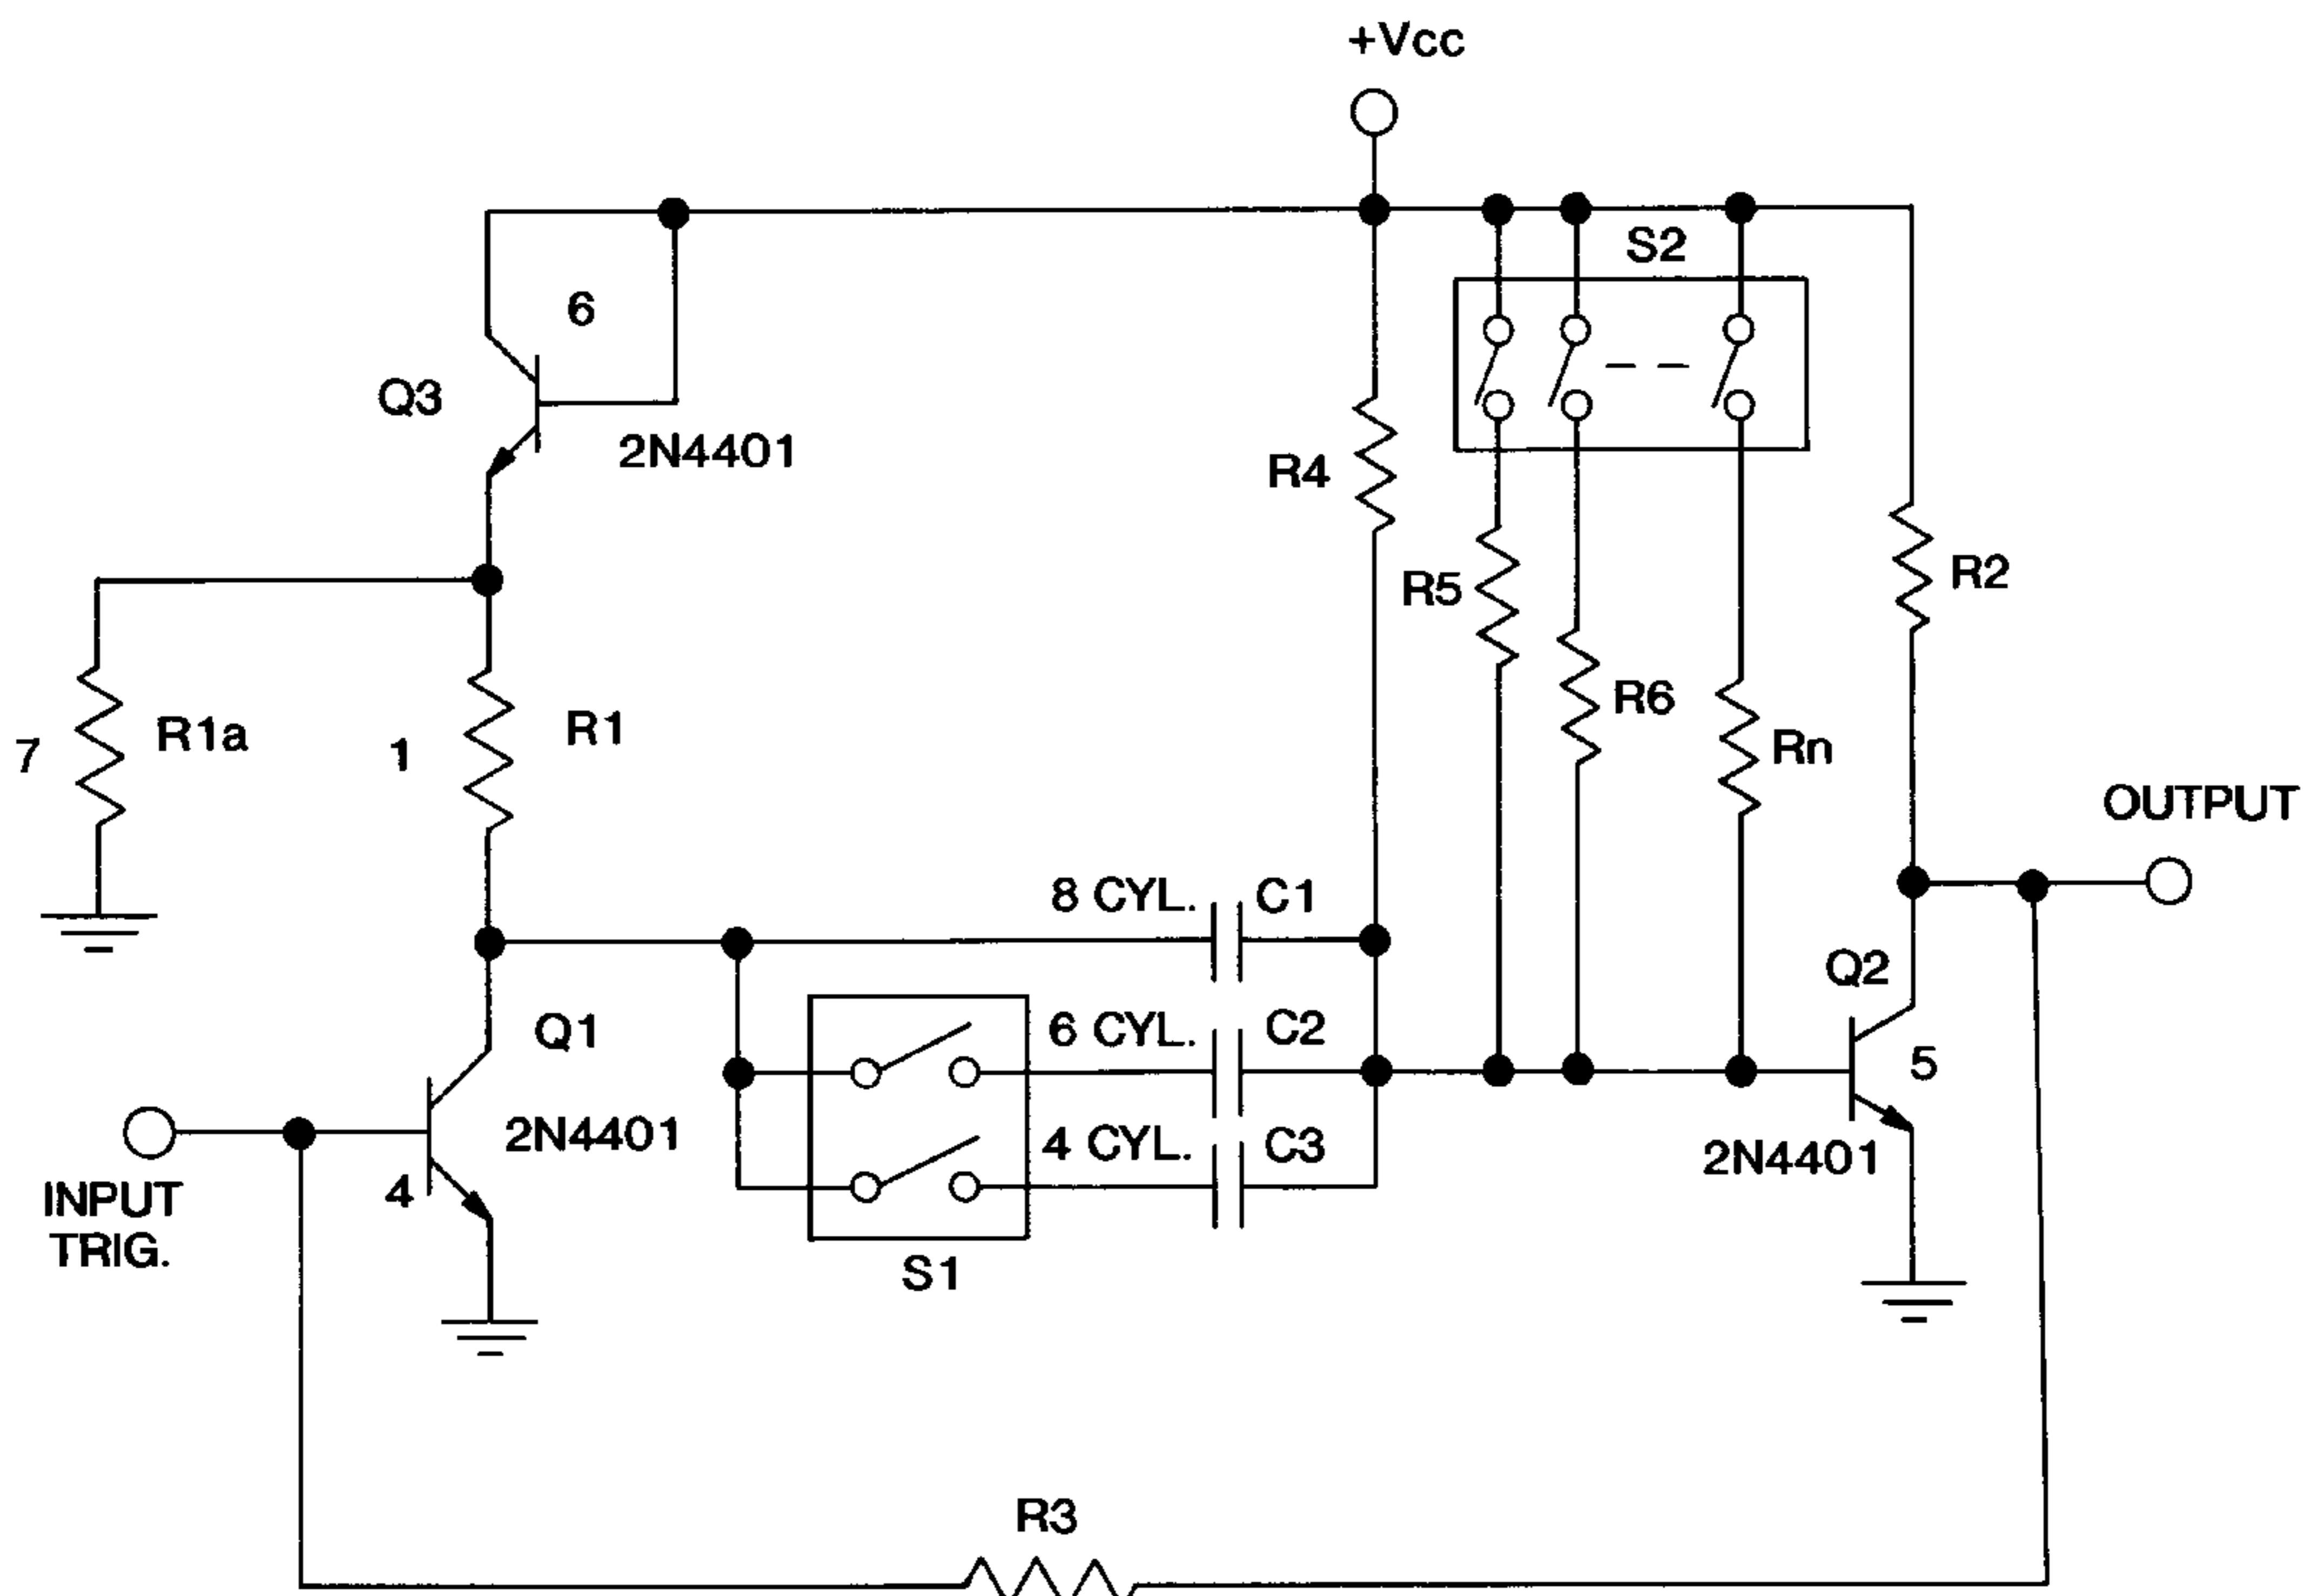 +Vcc
S2
6
Q3
2N4401
R4
R5
R2
R6
R1a
R1
7
1
Rn
OUTPUT
8 CYL.
C1
Q2
Q1
6 CYL.
C2
5
2N4401
4 CYL.
C3
2N4401
4
INPUT
TRIG.
S1
R3